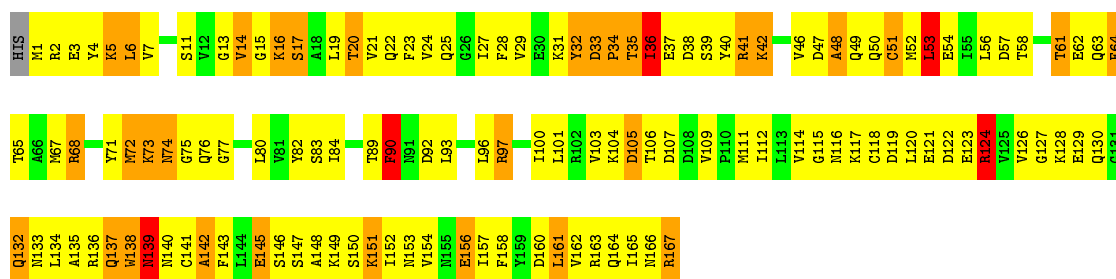 HIS M1 R2 E3 Y4 K5 L6 V7 S11 V12 G13 V14 G15 K16 S17 A18 L19 T20 V21 Q22 F23 V24 Q25 G26 I27 F28 V29 E30 K31 Y32 D33 P34 T35 I36 E37 D38 S39 Y40 R41 K42 V46 D47 A48 Q49 Q50 C51 M52 L53 E54 I55 L56 D57 T58 T61 E62 Q63 F64
T65 A66 M67 R68 Y71 M72 K73 N74 G75 Q76 G77 L80 V81 Y82 S83 I84 T89 F90 N91 D92 L93 L96 R97 I100 L101 R102 V103 K104 D105 T106 D107 D108 V109 P110 M111 I112 L113 V114 G115 N116 K117 C118 D119 L120 E121 D122 E123 R124 V125 V126 G127 K128 E129 Q130 G131
Q132 N133 L134 A135 R136 Q137 W138 N139 N140 C141 A142 F143 L144 E145 S146 S147 A148 K149 S150 K151 I152 N153 V154 N155 E156 I157 F158 Y159 D160 L161 V162 R163 Q164 I165 N166 R167